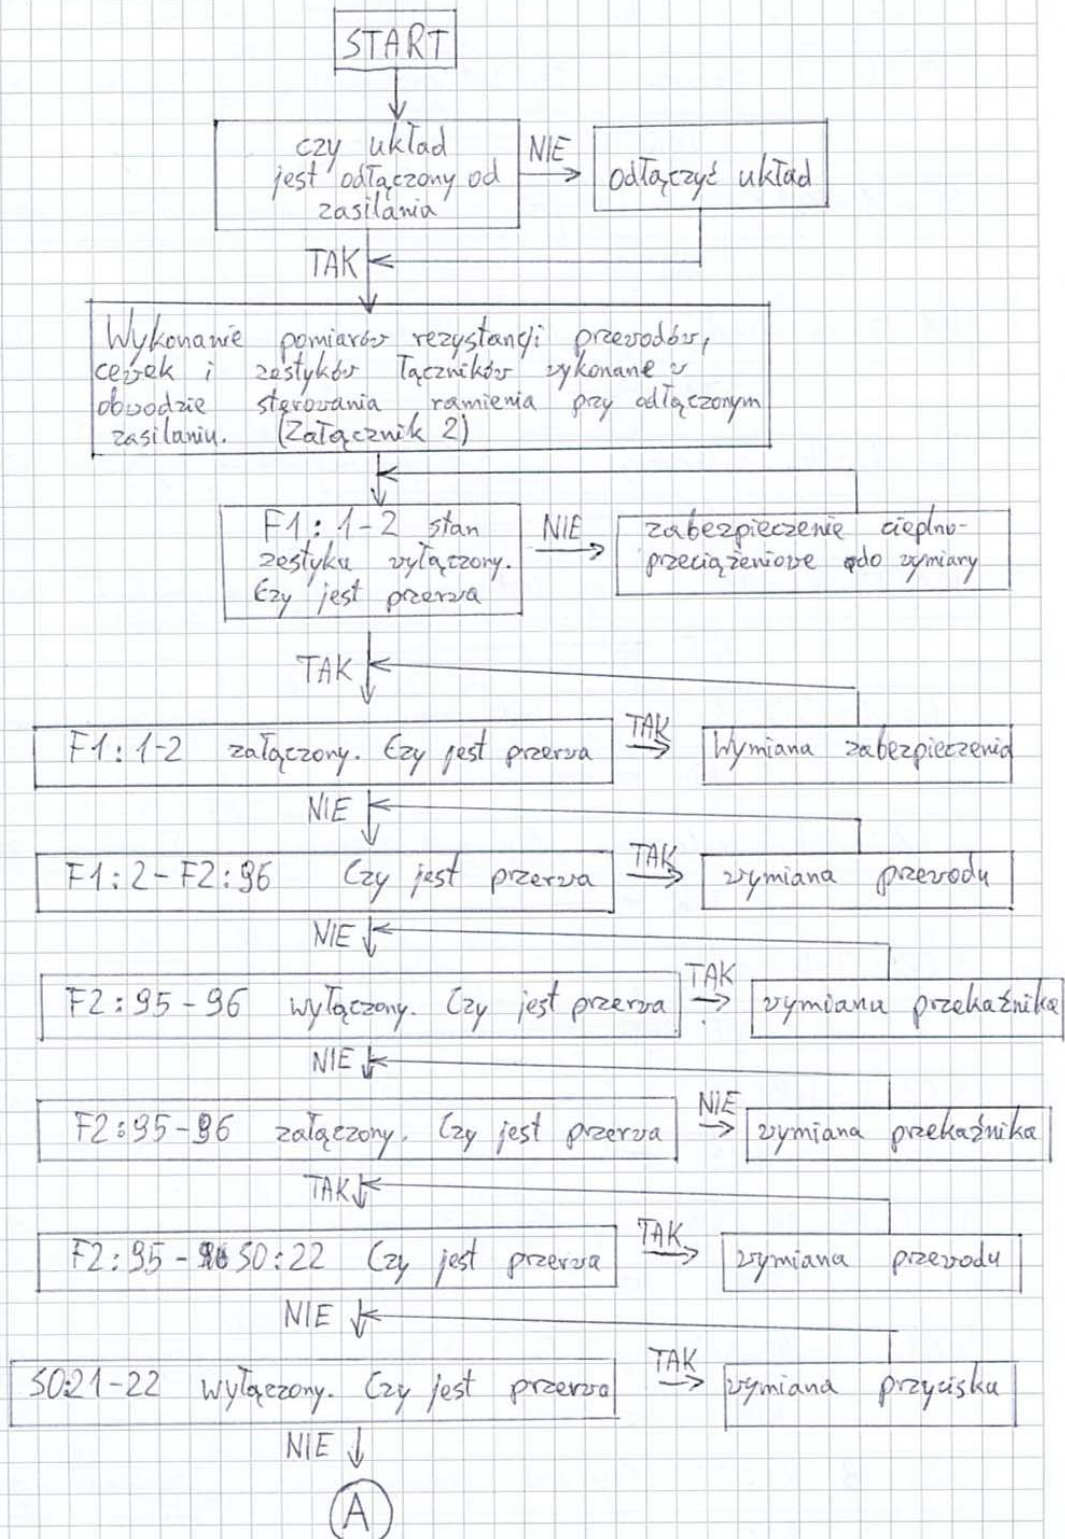 START
czy układ
jest odłączony od
zasilania
NIE
odłączyć układ
TAK
Wykonanie pomiarów rezystancji przewodów,
cewek i zestyków łączników wykonane w
obwodzie sterowania ramienia przy odłączonym
zasilaniu. (Załącznik 2)
F1: 1-2 stan
zestyku wyłączony.
Czy jest przerwa
NIE
zabezpieczenie cieplno-
przeciążeniowe do wymiany
TAK
F1: 1-2 załączony. Czy jest przerwa
TAK
Wymiana zabezpieczenia
NIE
F1:2-F2:96 Czy jest przerwa
TAK
wymiana przewodu
NIE
F2:95-96 wyłączony. Czy jest przerwa
TAK
wymiana przekaźnika
NIE
F2:95-96 załączony. Czy jest przerwa
NIE
wymiana przekaźnika
TAK
F2:95 - S0:22 Czy jest przerwa
TAK
wymiana przewodu
NIE
S0:21-22 wyłączony. Czy jest przerwa
TAK
wymiana przycisku
NIE
A